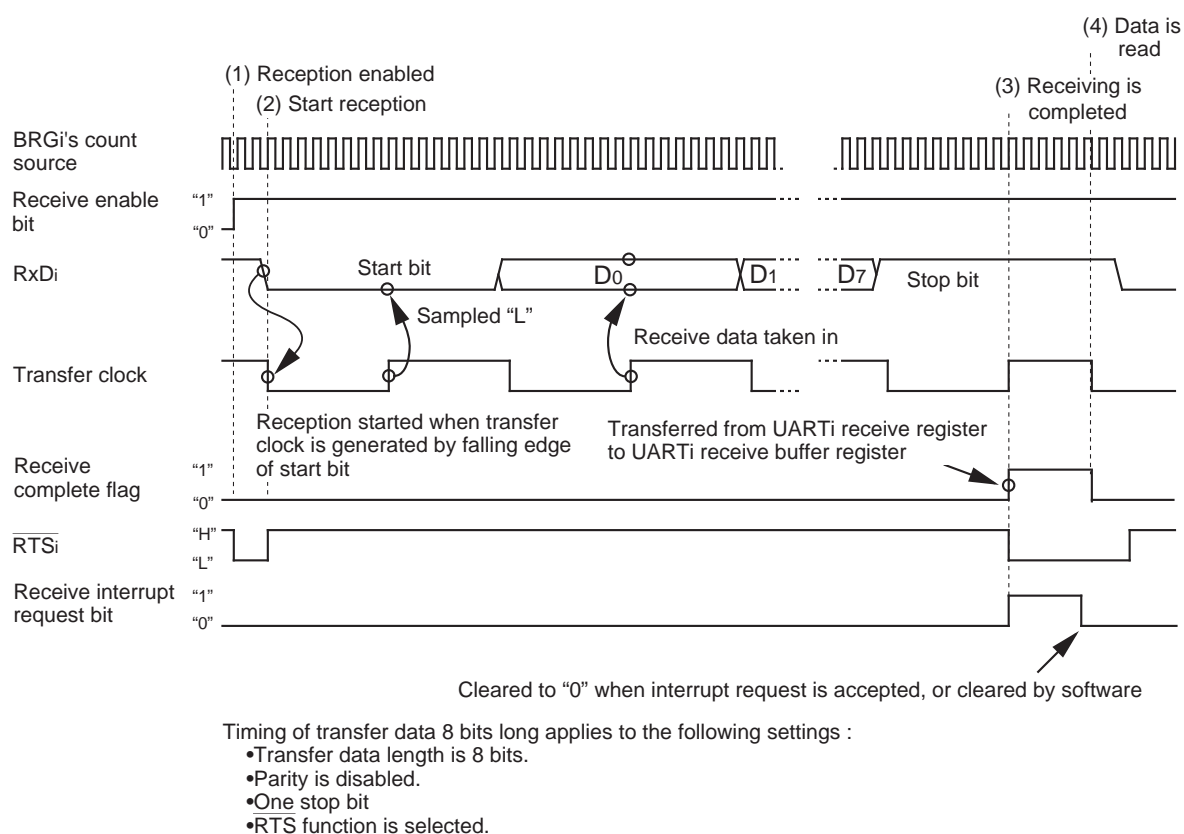 (4) Data is
read
(1) Reception enabled
(3) Receiving is
completed
(2) Start reception
BRGi's count
source
Receive enable
bit
“1”
“0”
RxDi
Start bit
D0
D1
D7
Stop bit
Sampled “L”
Receive data taken in
Transfer clock
Reception started when transfer
clock is generated by falling edge
of start bit
Transferred from UARTi receive register
to UARTi receive buffer register
Receive
complete flag
“1”
“0”
RTSi
“H”
“L”
Receive interrupt
request bit
“1”
“0”
Cleared to “0” when interrupt request is accepted, or cleared by software
Timing of transfer data 8 bits long applies to the following settings :
•Transfer data length is 8 bits.
•Parity is disabled.
•One stop bit
•RTS function is selected.